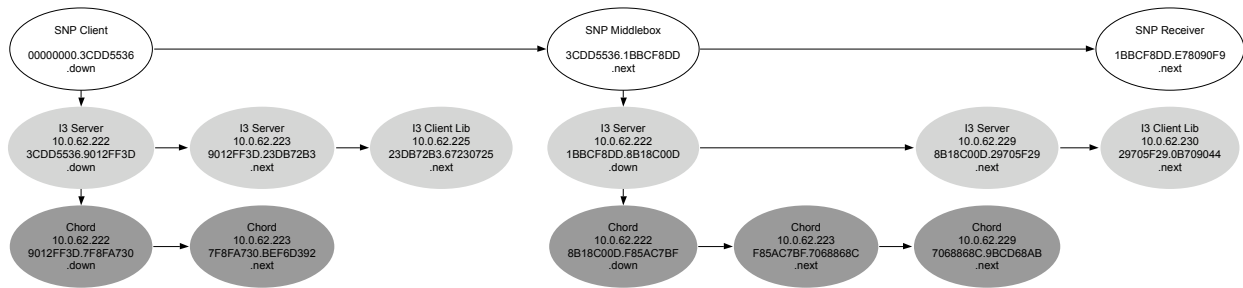 SNP Client
00000000.3CDD5536
.down
SNP Middlebox
3CDD5536.1BBCF8DD
.next
SNP Receiver
1BBCF8DD.E78090F9
.next
I3 Server
10.0.62.222
3CDD5536.9012FF3D
.down
I3 Server
10.0.62.223
9012FF3D.23DB72B3
.next
I3 Client Lib
10.0.62.225
23DB72B3.67230725
.next
I3 Server
10.0.62.222
1BBCF8DD.8B18C00D
.down
I3 Server
10.0.62.229
8B18C00D.29705F29
.next
I3 Client Lib
10.0.62.230
29705F29.0B709044
.next
Chord
10.0.62.222
9012FF3D.7F8FA730
.down
Chord
10.0.62.223
7F8FA730.BEF6D392
.next
Chord
10.0.62.222
8B18C00D.F85AC7BF
.down
Chord
10.0.62.223
F85AC7BF.7068868C
.next
Chord
10.0.62.229
7068868C.9BCD68AB
.next